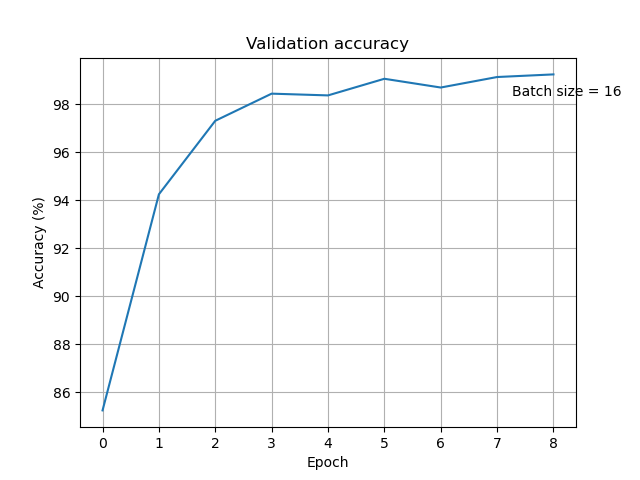 Validation accuracy
98
96
94
92
90
88
86
Accuracy (%)
Batch size = 16
0 1 2 3 4 5 6 7 8
Epoch